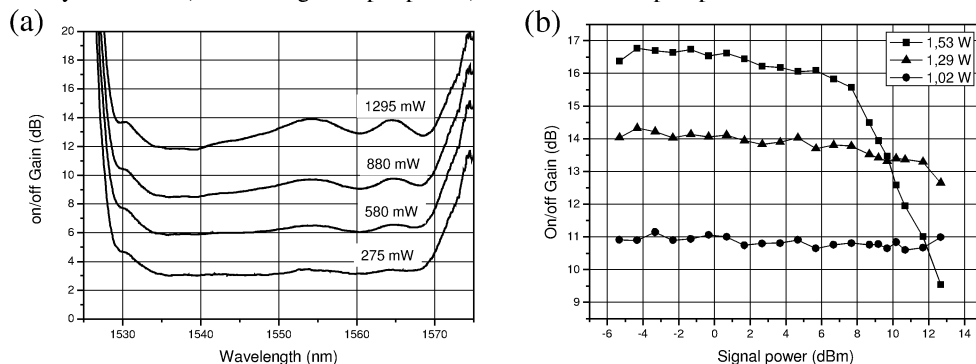 (a)
20
18
16
14
12
10
8
6
4
2
0
on/off Gain (dB)
1295 mW
880 mW
580 mW
275 mW
1530 1540 1550 1560 1570
Wavelength (nm)
(b)
17
16
15
14
13
12
11
10
9
On/off Gain (dB)
1,53 W
1,29 W
1,02 W
-6 -4 -2 0 2 4 6 8 10 12 14
Signal power (dBm)